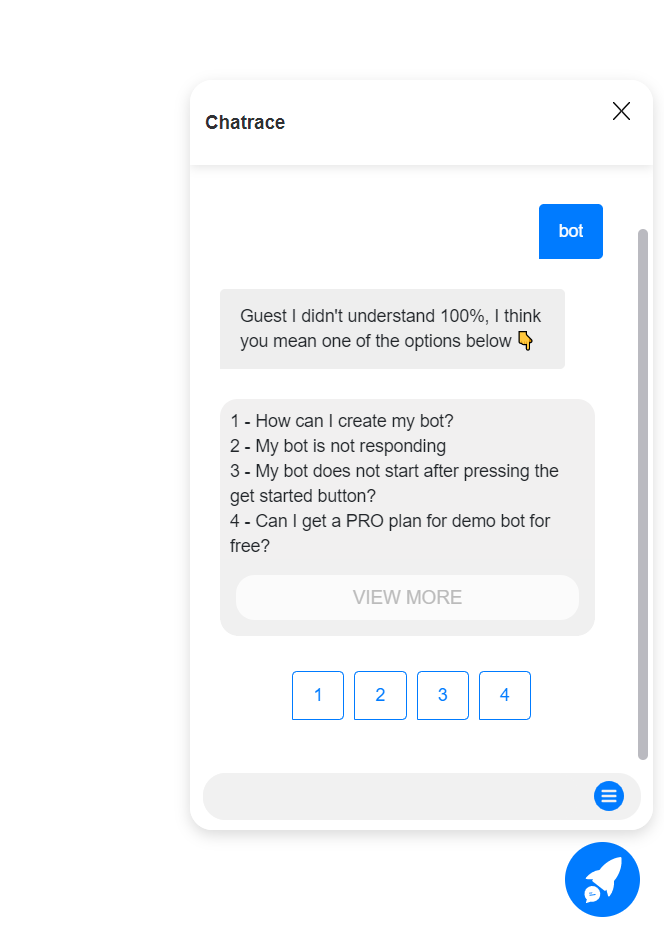 Chatrace
bot
Guest I didn't understand 100%, I think
you mean one of the options below 👇
1 - How can I create my bot?
2 - My bot is not responding
3 - My bot does not start after pressing the
get started button?
4 - Can I get a PRO plan for demo bot for
free?
VIEW MORE
1 2 3 4